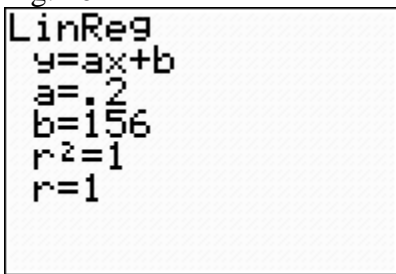 LinReg
y=ax+b
a=.2
b=156
r²=1
r=1